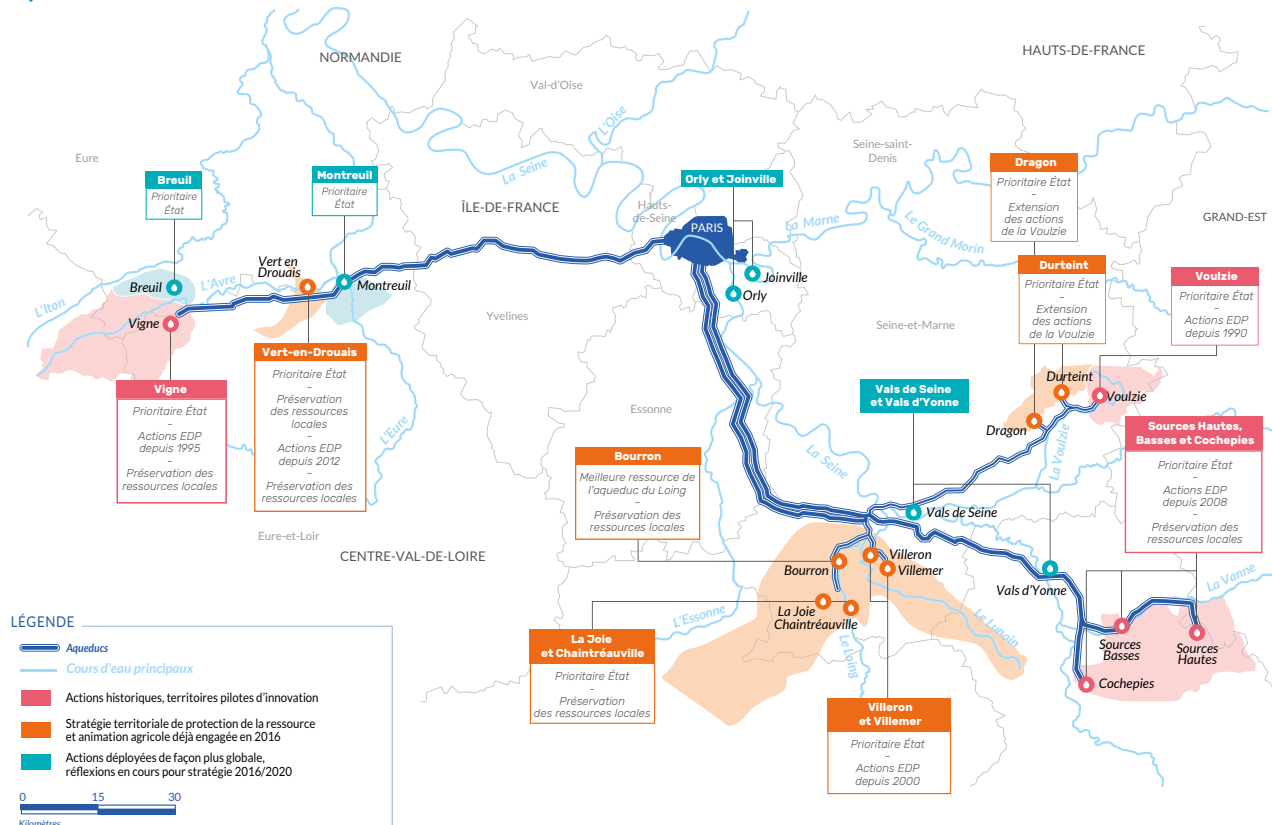 NORMANDIE
HAUTS-DE-FRANCE
Val-d'Oise
L'Oise
Eure
La Seine
Seine-saint-
Denis
Dragon
Prioritaire État
–
Extension
des actions
de la Voulzie
Breuil
Prioritaire
État
Montreuil
Prioritaire
État
Orly et Joinville
ÎLE-DE-FRANCE
Hauts-
de-Seine
PARIS
La Marne
Le Grand Morin
GRAND-EST
Vert en
Drouais
Breuil
L'Avre
Montreuil
L'Iton
Vigne
Joinville
Orly
Durteint
Prioritaire État
–
Extension
des actions
de la Voulzie
Voulzie
Prioritaire État
–
Actions EDP
depuis 1990
Yvelines
Seine-et-Marne
Vert-en-Drouais
Prioritaire État
–
Préservation
des ressources
locales
–
Actions EDP
depuis 2012
–
Préservation des
ressources locales
Vigne
Prioritaire État
–
Actions EDP
depuis 1995
–
Préservation des
ressources locales
L'Eure
Essonne
Vals de Seine
et Vals d'Yonne
Durteint
Voulzie
Dragon
La Voulzie
La Seine
Sources Hautes,
Basses et Cochepies
Prioritaire État
–
Actions EDP
depuis 2008
–
Préservation des
ressources locales
Bourron
Meilleure ressource de
l'aqueduc du Loing
–
Préservation des
ressources locales
Vals de Seine
Eure-et-Loir
CENTRE-VAL-DE-LOIRE
Villeron
Villemer
Bourron
Vals d'Yonne
La Vanne
La Joie
Chaintréauville
L'Essonne
Le Loing
Le Lunain
Sources
Basses
Sources
Hautes
Cochepies
La Joie
et Chaintréauville
Prioritaire État
–
Préservation
des ressources locales
Villeron
et Villemer
Prioritaire État
–
Actions EDP
depuis 2000
LÉGENDE
Aqueducs
Cours d'eau principaux
Actions historiques, territoires pilotes d'innovation
Stratégie territoriale de protection de la ressource
et animation agricole déjà engagée en 2016
Actions déployées de façon plus globale,
réflexions en cours pour stratégie 2016/2020
0 15 30
Kilomètres